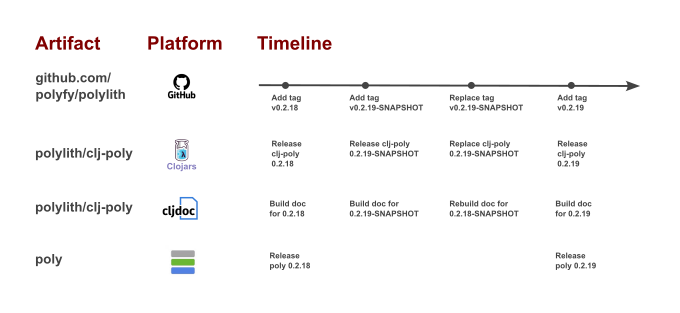 Artifact Platform Timeline
github.com/
polyfy/polylith
GitHub
Add tag
v0.2.18
Add tag
v0.2.19-SNAPSHOT
Replace tag
v0.2.19-SNAPSHOT
Add tag
v0.2.19
polylith/clj-poly
Clojars
Release
clj-poly
0.2.18
Release clj-poly
0.2.19-SNAPSHOT
Replace clj-poly
0.2.19-SNAPSHOT
Release
clj-poly
0.2.19
polylith/clj-poly
cljdoc
Build doc
for 0.2.18
Build doc for
0.2.19-SNAPSHOT
Rebuild doc for
0.2.18-SNAPSHOT
Build doc
for 0.2.19
poly
Release
poly 0.2.18
Release
poly 0.2.19